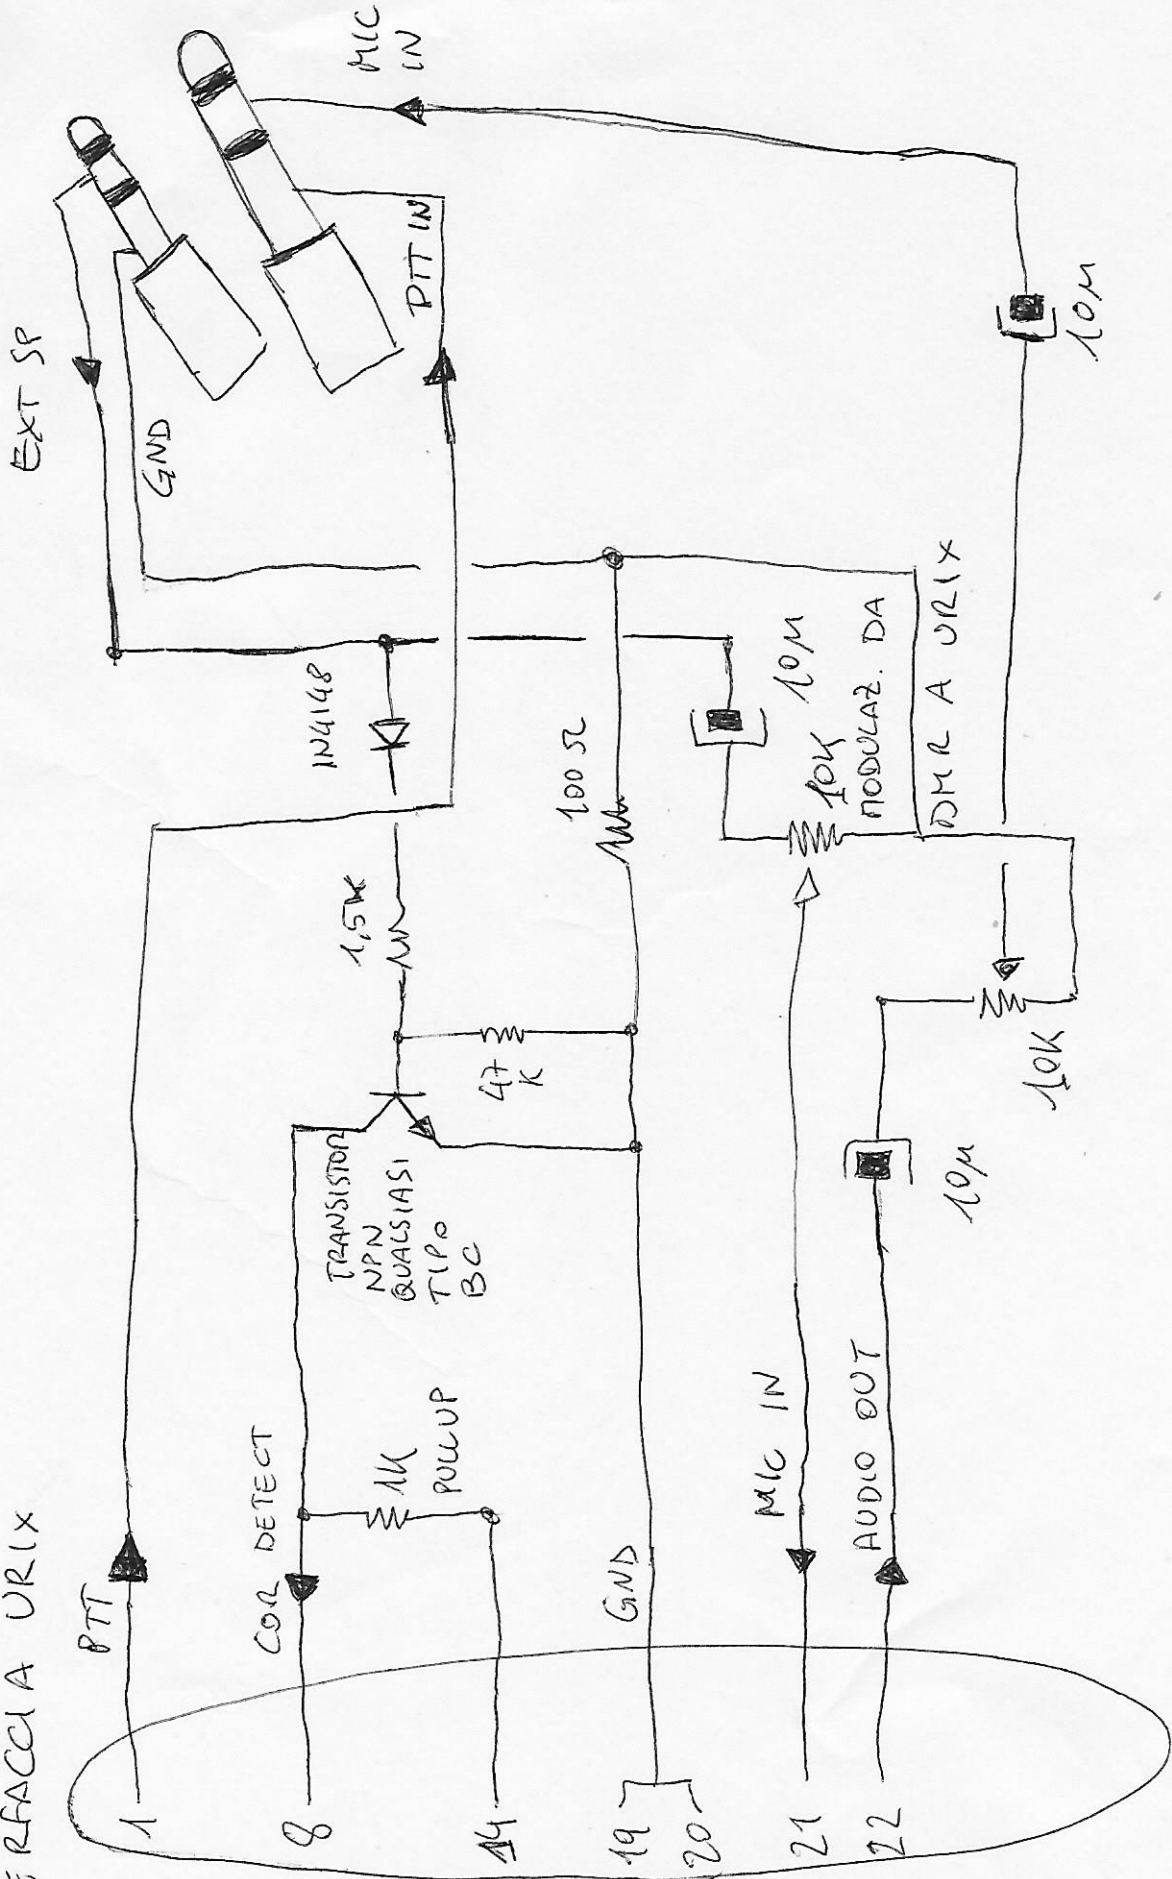 ERFACCIA URIX
PTT
COR DETECT
1K
PULLUP
GND
MIC IN
AUDIO OUT
1
8
14
19
20
21
22
TRANSISTOR
NPN
QUALSIASI
TIPO
BC
47
K
1,5K
1N4148
100 Ω
10µ
10K
MODULAZ. DA
DMR A URIX
10µ
10K
10µ
EXT SP
GND
PTT IN
MIC
IN